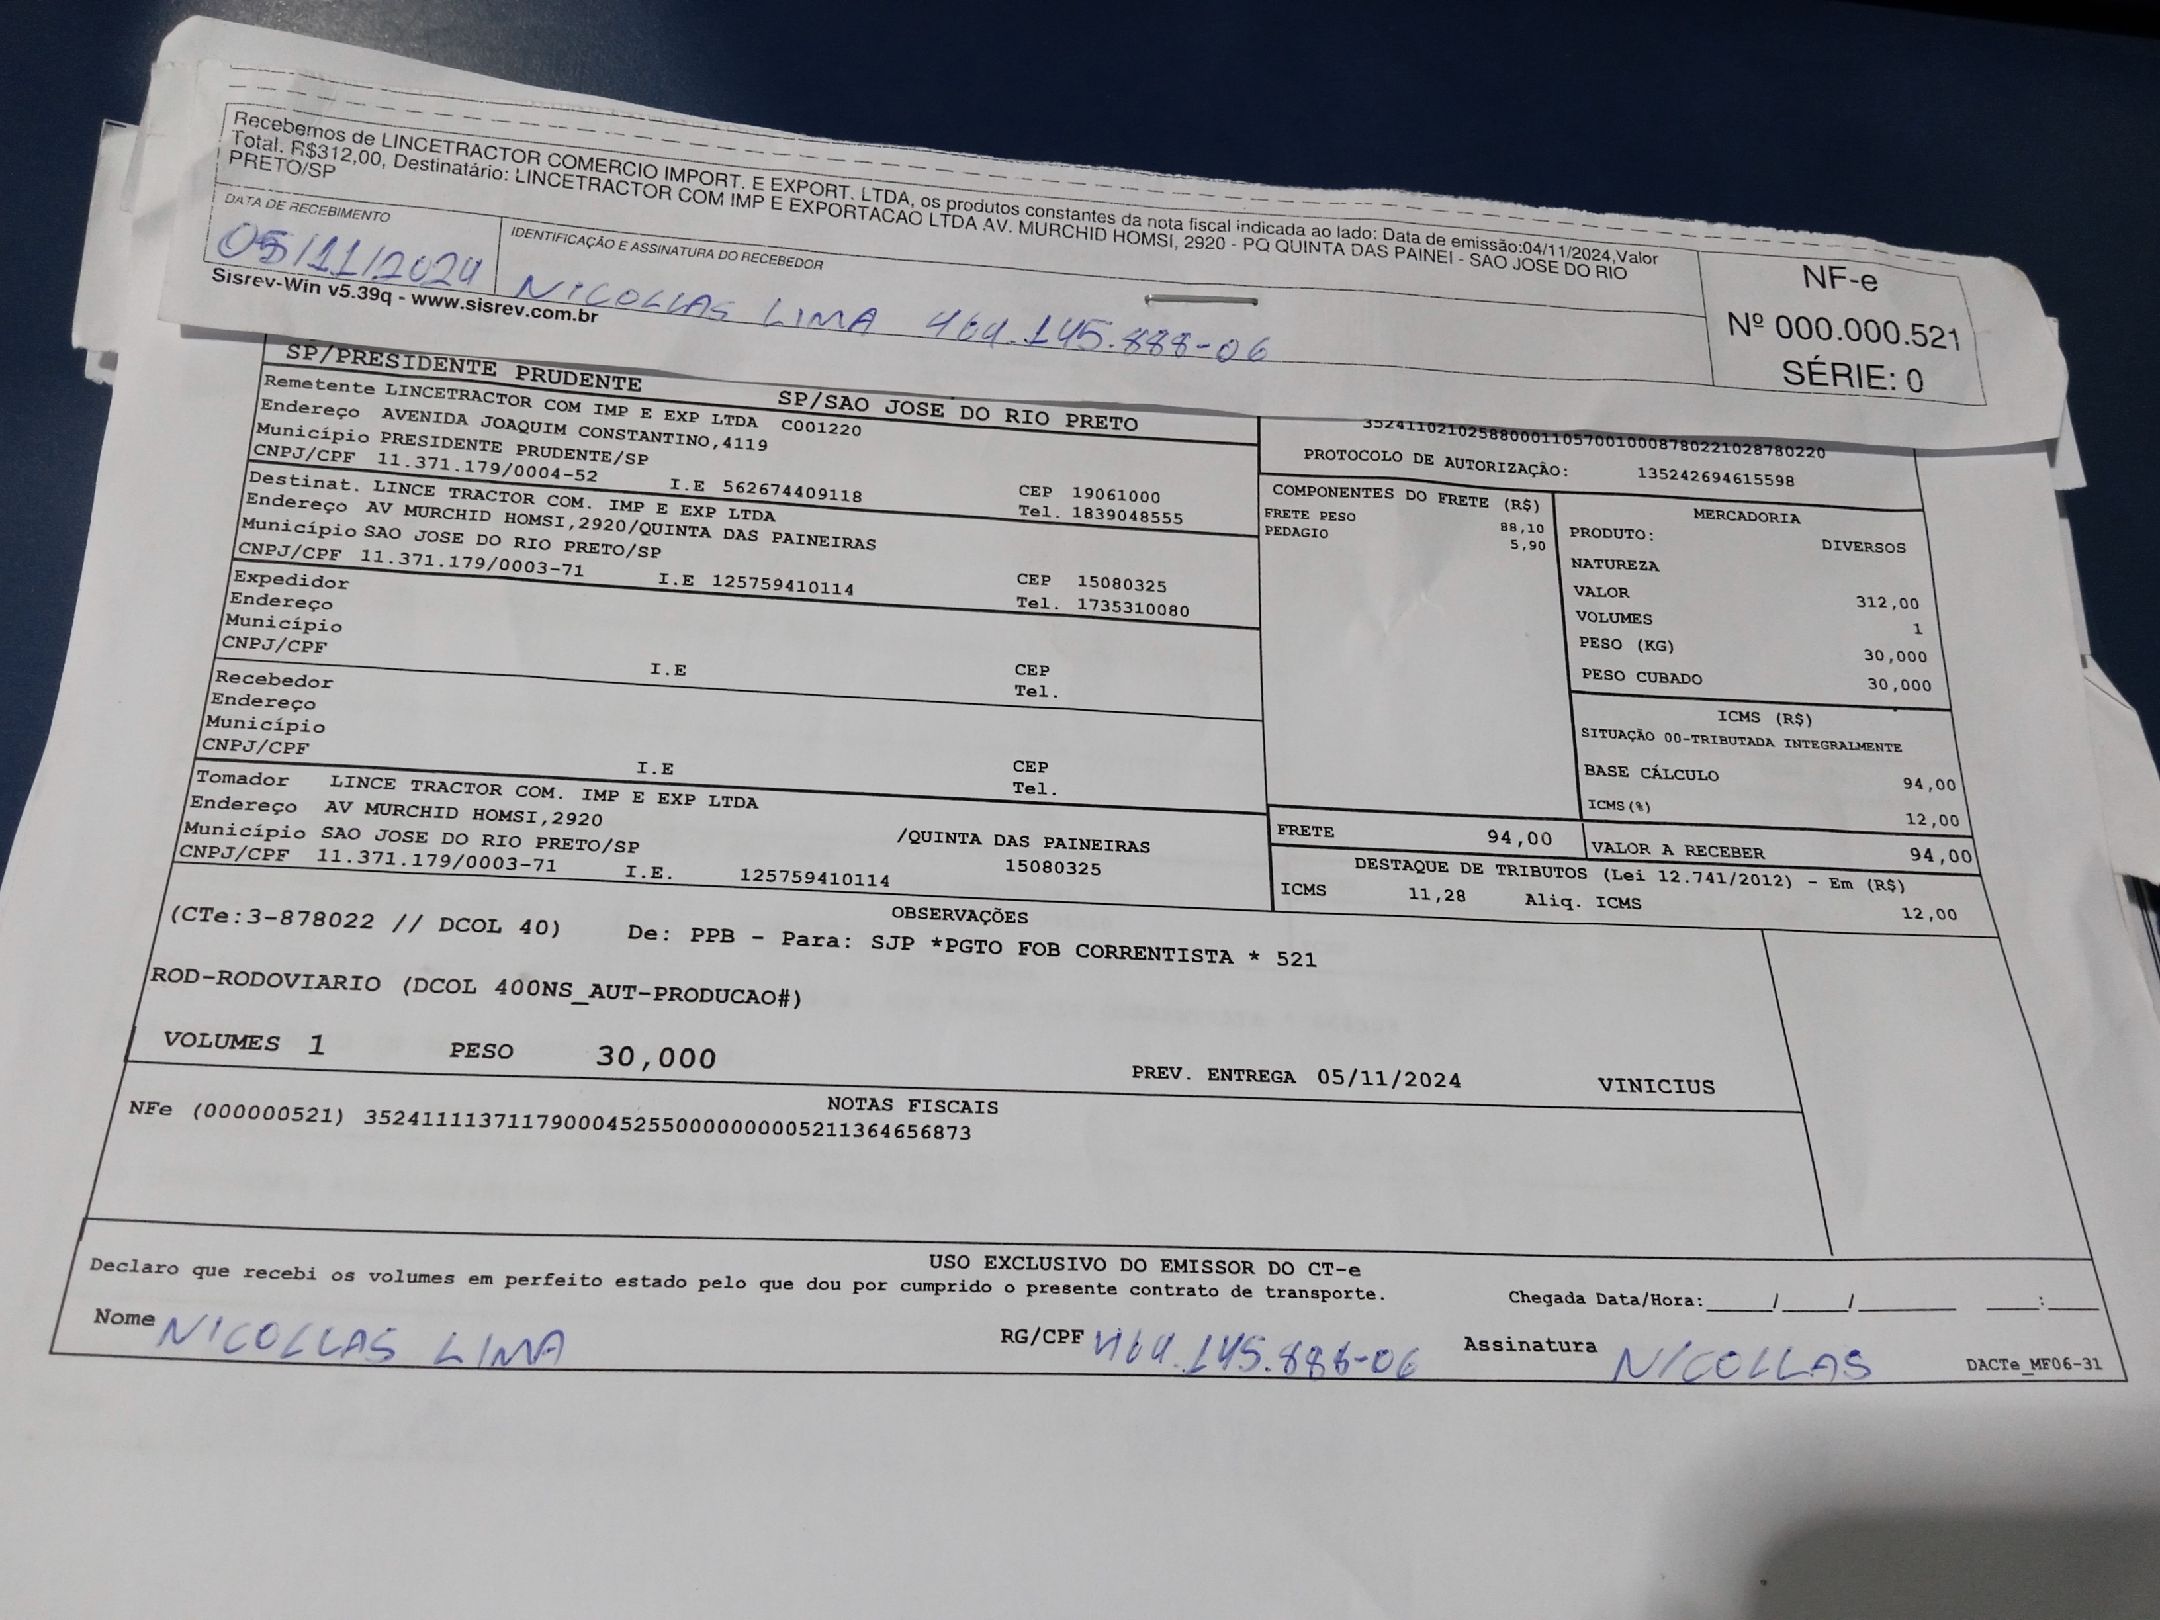 Recebemos de LINCETRACTOR COMERCIO IMPORT. E EXPORT. LTDA, os produtos constantes da nota fiscal indicada ao lado: Data de emissão:04/11/2024,Valor
Total. R$312,00, Destinatário: LINCETRACTOR COM IMP E EXPORTACAO LTDA AV. MURCHID HOMSI, 2920 - PQ QUINTA DAS PAINEI - SAO JOSE DO RIO
PRETO/SP
DATA DE RECEBIMENTO
05/11/2024
IDENTIFICAÇÃO E ASSINATURA DO RECEBEDOR
NICOLLAS LIMA 464.145.888-06
Sisrev-Win v5.39q - www.sisrev.com.br
NF-e
Nº 000.000.521
SÉRIE: 0
SP/PRESIDENTE PRUDENTE SP/SAO JOSE DO RIO PRETO
Remetente LINCETRACTOR COM IMP E EXP LTDA C001220
Endereço AVENIDA JOAQUIM CONSTANTINO,4119
Município PRESIDENTE PRUDENTE/SP CEP 19061000
CNPJ/CPF 11.371.179/0004-52 I.E 562674409118 Tel. 1839048555
Destinat. LINCE TRACTOR COM. IMP E EXP LTDA
Endereço AV MURCHID HOMSI,2920/QUINTA DAS PAINEIRAS
Município SAO JOSE DO RIO PRETO/SP CEP 15080325
CNPJ/CPF 11.371.179/0003-71 I.E 125759410114 Tel. 1735310080
Expedidor
Endereço
Município CEP
CNPJ/CPF I.E Tel.
Recebedor
Endereço
Município CEP
CNPJ/CPF I.E Tel.
Tomador LINCE TRACTOR COM. IMP E EXP LTDA
Endereço AV MURCHID HOMSI,2920 /QUINTA DAS PAINEIRAS
Município SAO JOSE DO RIO PRETO/SP 15080325
CNPJ/CPF 11.371.179/0003-71 I.E. 125759410114
35241102102588000110570010008780221028780220
PROTOCOLO DE AUTORIZAÇÃO: 135242694615598
COMPONENTES DO FRETE (R$)
FRETE PESO 88,10
PEDAGIO 5,90
MERCADORIA
PRODUTO: DIVERSOS
NATUREZA
VALOR 312,00
VOLUMES 1
PESO (KG) 30,000
PESO CUBADO 30,000
ICMS (R$)
SITUAÇÃO 00-TRIBUTADA INTEGRALMENTE
BASE CÁLCULO 94,00
ICMS(%) 12,00
FRETE 94,00 VALOR A RECEBER 94,00
DESTAQUE DE TRIBUTOS (Lei 12.741/2012) - Em (R$)
ICMS 11,28 Aliq. ICMS 12,00
OBSERVAÇÕES
(CTe:3-878022 // DCOL 40) De: PPB - Para: SJP *PGTO FOB CORRENTISTA * 521
ROD-RODOVIARIO (DCOL 400NS_AUT-PRODUCAO#)
VOLUMES 1 PESO 30,000 PREV. ENTREGA 05/11/2024 VINICIUS
NOTAS FISCAIS
NFe (000000521) 35241111371179000452550000000005211364656873
USO EXCLUSIVO DO EMISSOR DO CT-e
Declaro que recebi os volumes em perfeito estado pelo que dou por cumprido o presente contrato de transporte. Chegada Data/Hora:_____/_____/________ ____:____
Nome NICOLLAS LIMA RG/CPF 464.145.888-06 Assinatura NICOLLAS
DACTe_MF06-31